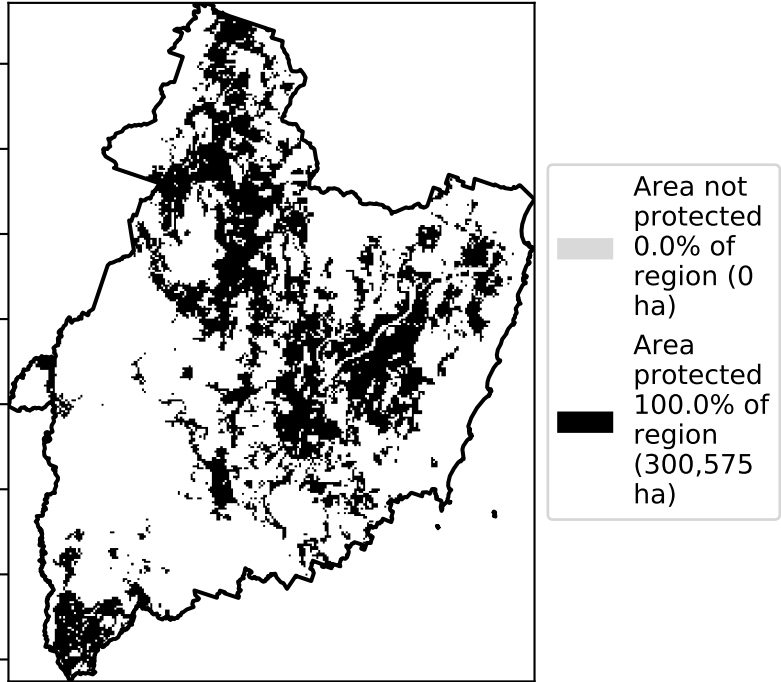 Area not
protected
0.0% of
region (0
ha)
Area
protected
100.0% of
region
(300,575
ha)